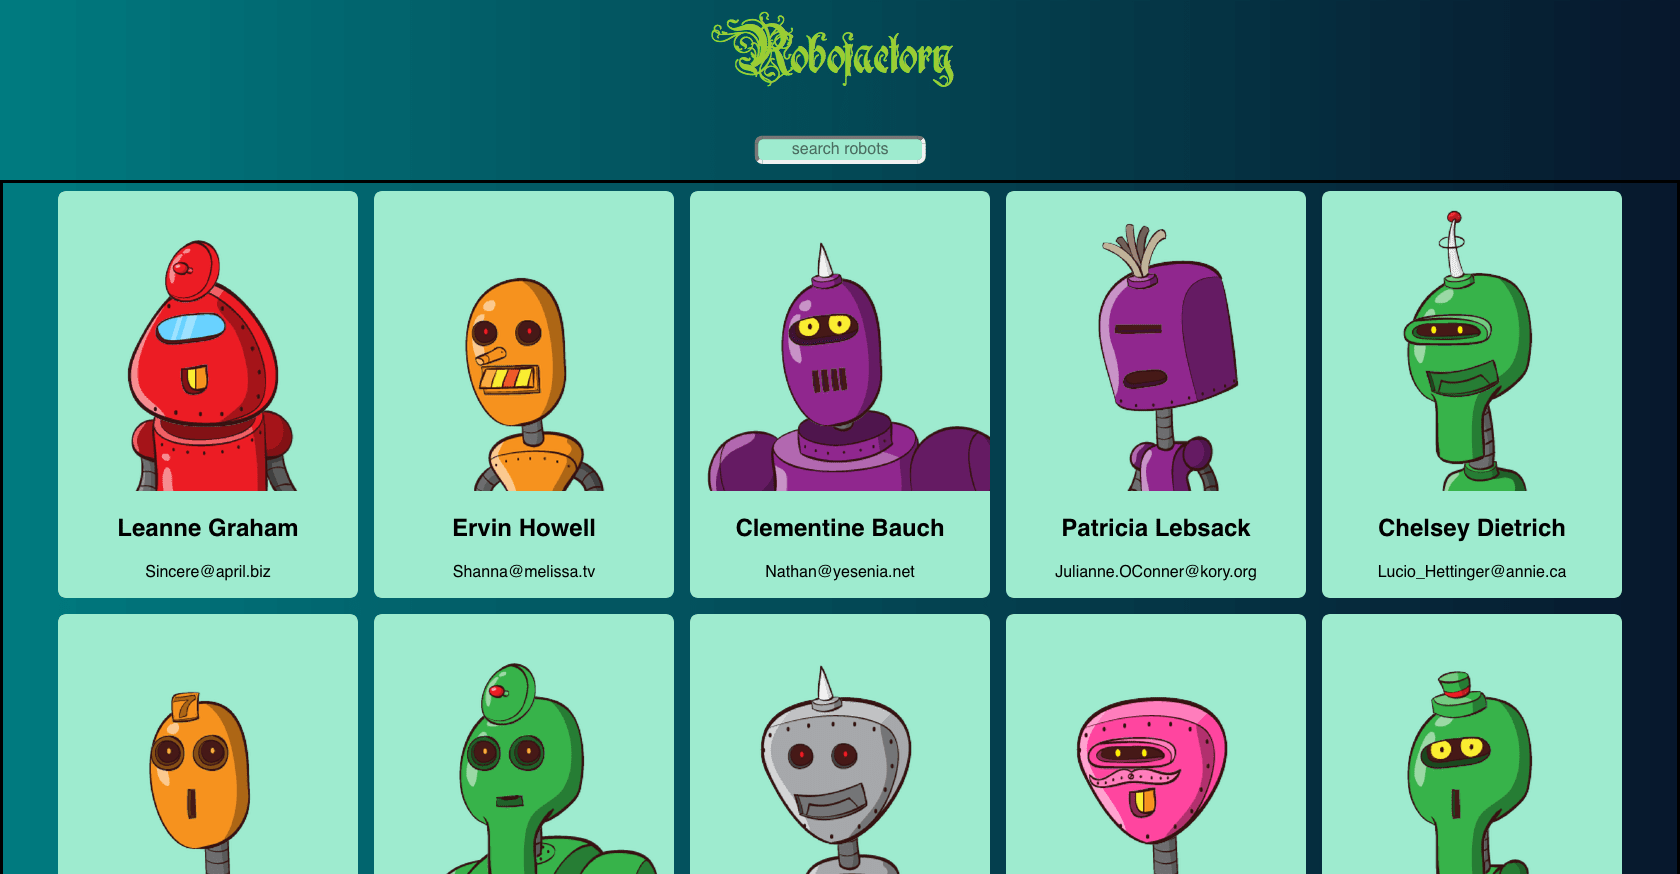 Robofactory
search robots
Leanne Graham
Ervin Howell
Clementine Bauch
Patricia Lebsack
Chelsey Dietrich
Sincere@april.biz
Shanna@melissa.tv
Nathan@yesenia.net
Julianne.OConner@kory.org
Lucio_Hettinger@annie.ca
7